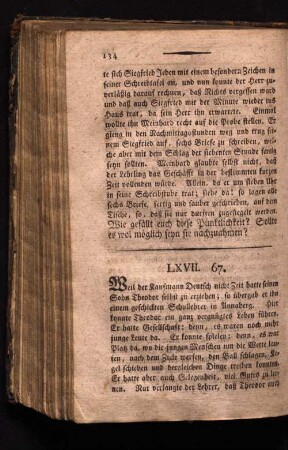 134
te sich Siegfried Jeden mit einem besondern Zeichen in
seiner Schreibtafel an, und nun konnte der Herr zu-
verläßig darauf rechnen, daß Nichts vergessen ward
und daß auch Siegfried mit der Minute wieder ins
Haus trat, da sein Herr ihn erwartete. Einmal
wollte ihn Meinhard recht auf die Probe stellen. Er
gieng in den Nachmittagsstunden weg und trug sei-
nem Siegfried auf, sechs Briefe zu schreiben, wel-
che aber mit dem Schlag der siebenten Stunde fertig
seyn sollten. Meinhard glaubte selbst nicht, daß
der Lehrling das Geschäffte in der bestimmten kurzen
Zeit vollenden würde. Allein, da er um sieben Uhr
in seine Schreibstube trat; siehe da lagen alle
sechs Briefe, fertig und sauber geschrieben, auf dem
Tische, so, daß sie nur durften zugesiegelt werden.
Wie gefällt euch diese Pünktlichkeit? Sollte
es wol möglich seyn sie nachzuahmen?
LXVII. 67.
Weil der Kaufmann Deutsch nicht Zeit hatte seinen
Sohn Theodor selbst zu erziehen; so übergab er ihn
einem geschickten Schullehrer in Annaberg. Hier
konnte Theodor ein ganz vergnügtes Leben führen.
Er hatte Gesellschaft; denn, es waren noch mehr
junge Leute da. Er konnte spielen; denn, es war
Platz da, wo die jungen Menschen um die Wette lau-
fen, nach dem Ziele werfen, den Ball schlagen, Ke-
gel schieben und dergleichen Dinge treiben konnten.
Er hatte aber auch Gelegenheit, viel Gutes zu ler-
nen. Nur verlangte der Lehrer, daß Theodor auch